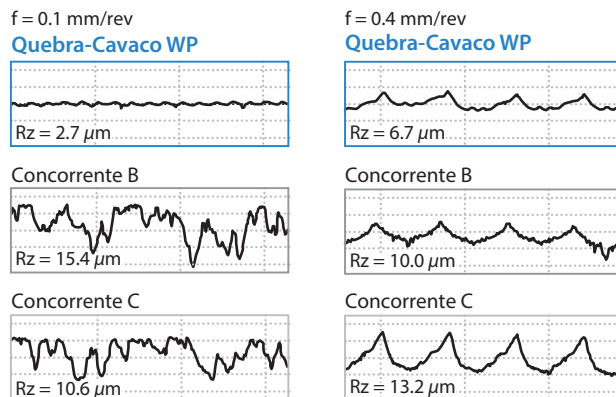 f = 0.1 mm/rev
Quebra-Cavaco WP
Rz = 2.7 µm
Concorrente B
Rz = 15.4 µm
Concorrente C
Rz = 10.6 µm
f = 0.4 mm/rev
Quebra-Cavaco WP
Rz = 6.7 µm
Concorrente B
Rz = 10.0 µm
Concorrente C
Rz = 13.2 µm